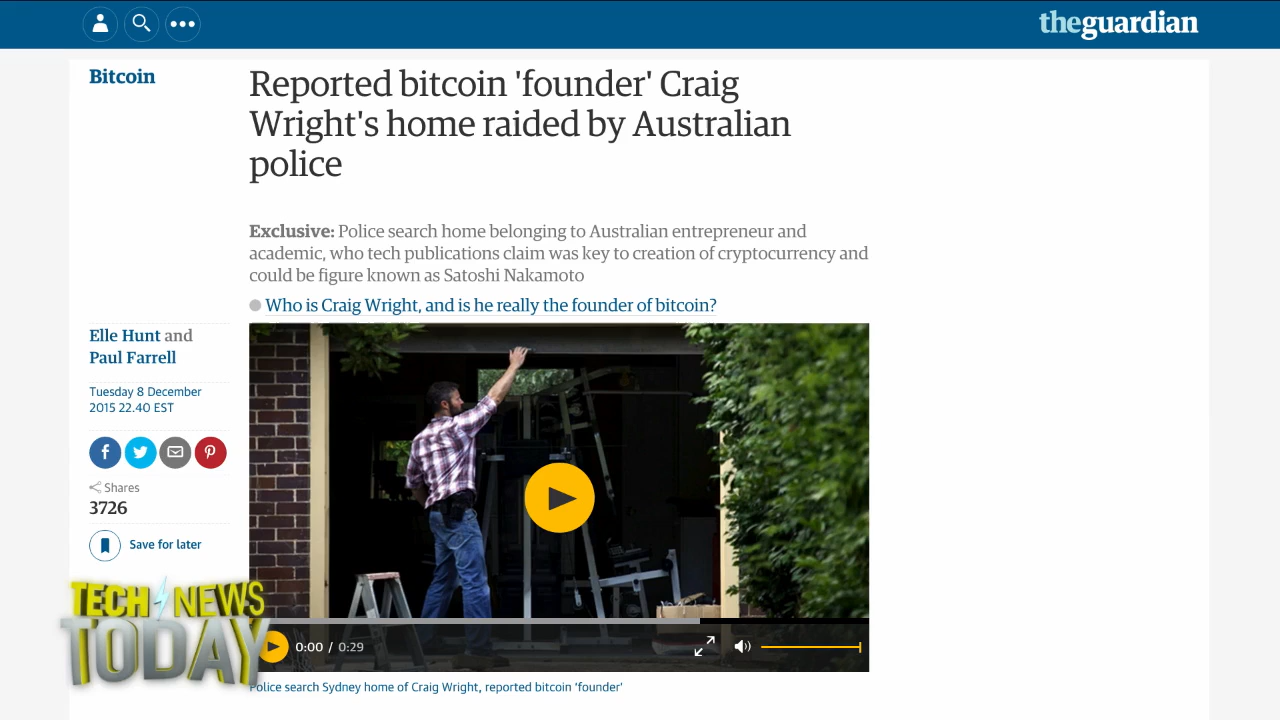 theguardian
Bitcoin
Reported bitcoin 'founder' Craig
Wright's home raided by Australian
police
Exclusive: Police search home belonging to Australian entrepreneur and
academic, who tech publications claim was key to creation of cryptocurrency and
could be figure known as Satoshi Nakamoto
Who is Craig Wright, and is he really the founder of bitcoin?
Elle Hunt and
Paul Farrell
Tuesday 8 December
2015 22.40 EST
Shares
3726
Save for later
TECH NEWS
TODAY
0:00 / 0:29
Police search Sydney home of Craig Wright, reported bitcoin 'founder'